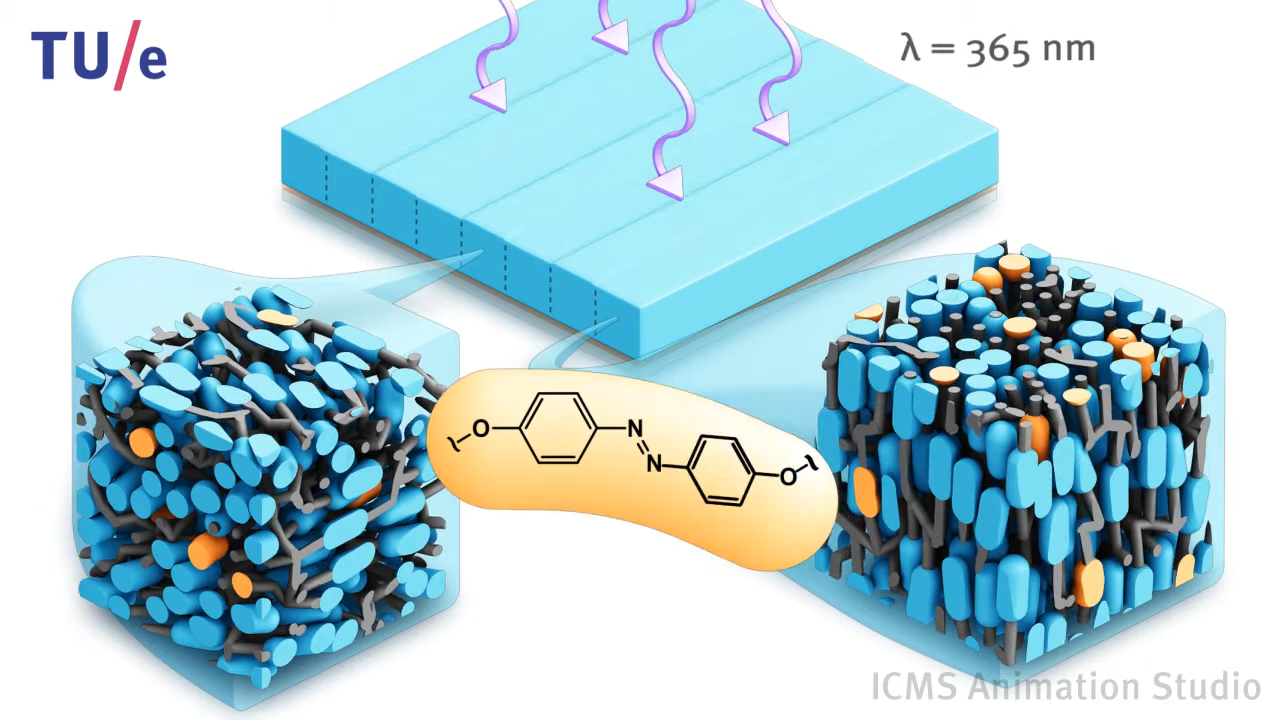 TU/e
λ = 365 nm
O
N
N
O
ICMS Animation Studio